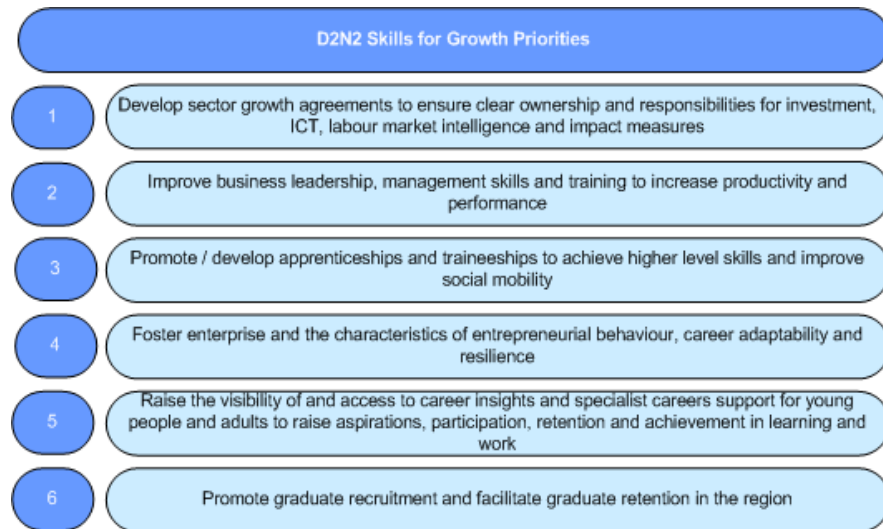 D2N2 Skills for Growth Priorities
1
Develop sector growth agreements to ensure clear ownership and responsibilities for investment,
ICT, labour market intelligence and impact measures
2
Improve business leadership, management skills and training to increase productivity and
performance
3
Promote / develop apprenticeships and traineeships to achieve higher level skills and improve
social mobility
4
Foster enterprise and the characteristics of entrepreneurial behaviour, career adaptability and
resilience
5
Raise the visibility of and access to career insights and specialist careers support for young
people and adults to raise aspirations, participation, retention and achievement in learning and
work
6
Promote graduate recruitment and facilitate graduate retention in the region